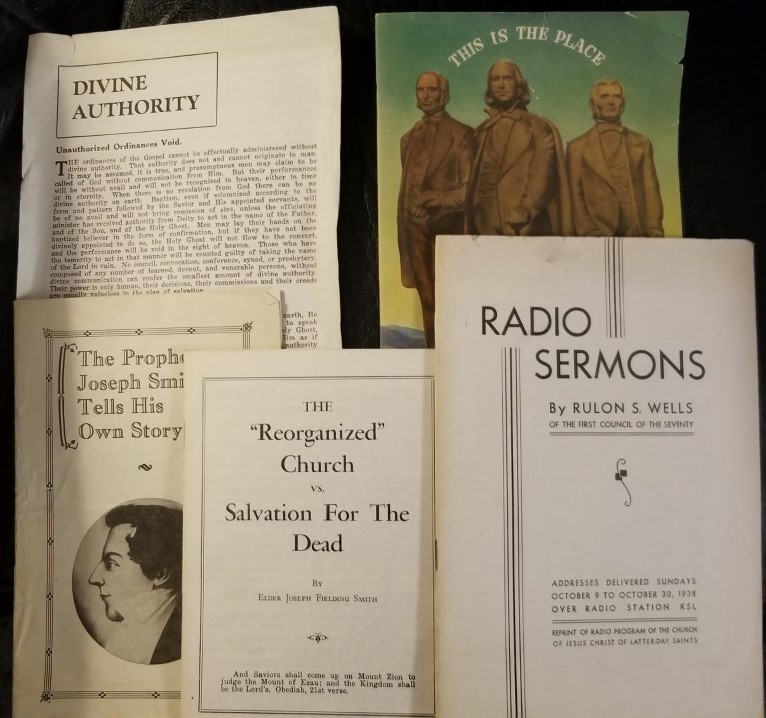 DIVINE
AUTHORITY
Unauthorized Ordinances Void.
THE ordinances of the Gospel cannot be effectually administered without
divine authority. That authority does not and cannot originate in man.
It may be assumed, it is true, and presumptuous men may claim to be
called of God without communication from Him. But their performances
will be without avail and will not be recognized in heaven, either in time
or in eternity. When there is no revelation from God there can be no
divine authority on earth. Baptism, even if solemnized according to the
form and pattern followed by the Savior and His appointed servants, will
be of no avail and will not bring remission of sins, unless the officiating
minister has received authority from Deity to act in the name of the Father,
and of the Son, and of the Holy Ghost. Men may lay their hands on the
baptized believer in the form of confirmation, but if they have not been
divinely appointed to do so, the Holy Ghost will not flow to the convert,
and the performance will be void in the sight of heaven. Those who have
the temerity to act in that manner will be counted guilty of taking the name
of the Lord in vain. No council, convocation, conference, synod, or presbytery,
composed of any number of learned, devout, and venerable persons, without
divine communication can confer the smallest amount of divine authority.
Their power is only human, their decisions, their commissions and their creeds
are equally valueless in the plan of salvation.
earth, He
to speak
ly Ghost,
Him as if
authority
THIS IS THE PLACE
The Prophe
Joseph Smi
Tells His
Own Story
THE
"Reorganized"
Church
vs.
Salvation For The
Dead
By
Elder Joseph Fielding Smith
And Saviors shall come up on Mount Zion to
judge the Mount of Esau; and the Kingdom shall
be the Lord's. Obediah, 21st verse.
RADIO
SERMONS
By RULON S. WELLS
OF THE FIRST COUNCIL OF THE SEVENTY
ADDRESSES DELIVERED SUNDAYS
OCTOBER 9 TO OCTOBER 30, 1938
OVER RADIO STATION KSL
REPRINT OF RADIO PROGRAM OF THE CHURCH
OF JESUS CHRIST OF LATTER-DAY SAINTS